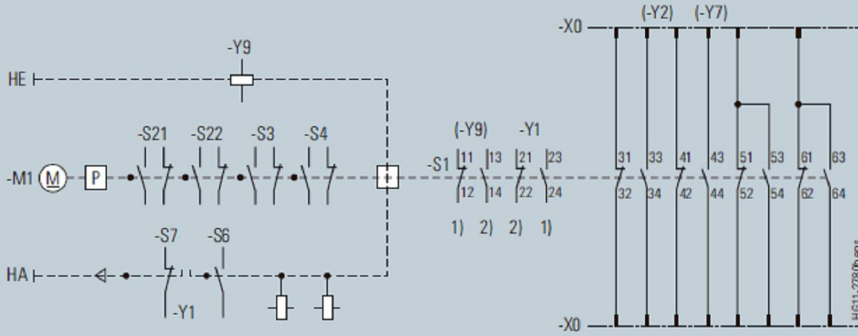 (-Y2) (-Y7)
-X0
-Y9
HE
-S21 -S22 -S3 -S4
(-Y9) -Y1
-S1
11 13 21 23
31 33 41 43 51 53 61 63
-M1 M P
12 14 22 24
32 34 42 44 52 54 62 64
1) 2) 2) 1)
-S7 -S6
HA
-Y1
-X0